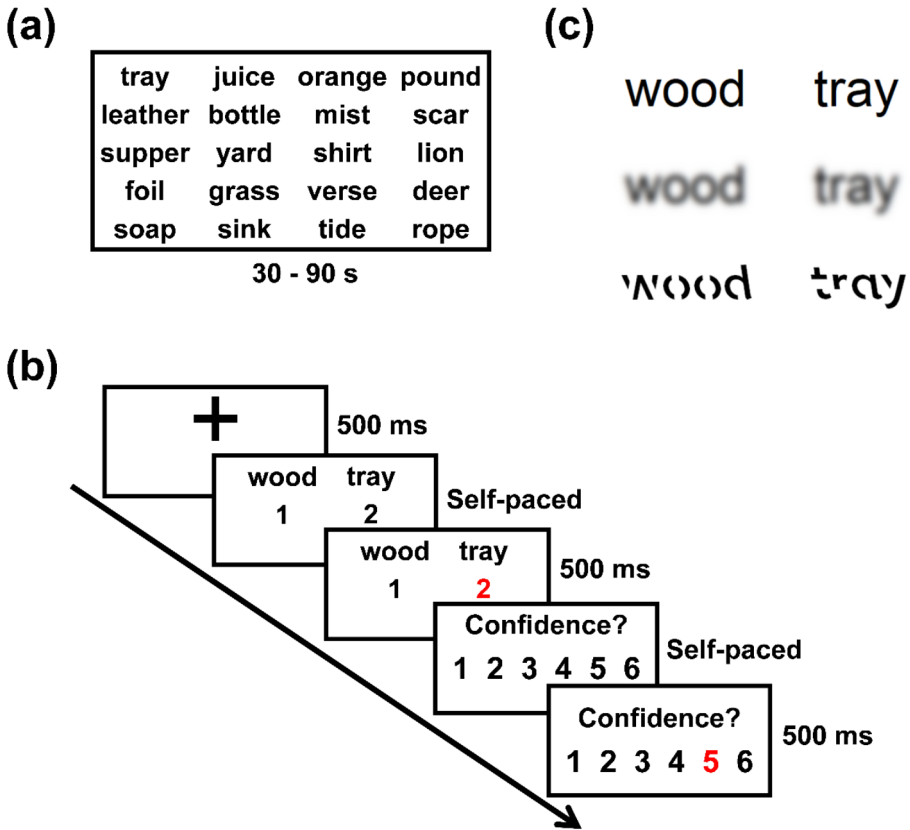 (a)
tray juice orange pound
leather bottle mist scar
supper yard shirt lion
foil grass verse deer
soap sink tide rope
30 - 90 s
(c)
wood tray
wood tray
wood tray
(b)
+
500 ms
wood tray
1 2
Self-paced
wood tray
1 2
500 ms
Confidence?
1 2 3 4 5 6
Self-paced
Confidence?
1 2 3 4 5 6
500 ms